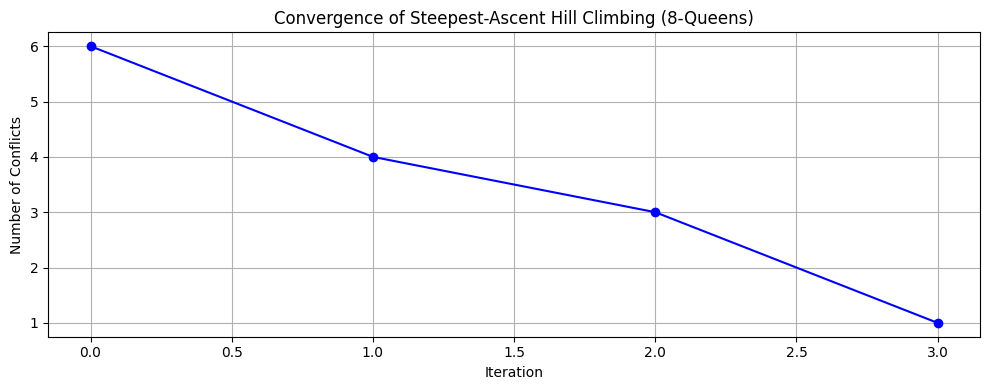 Convergence of Steepest-Ascent Hill Climbing (8-Queens)
Number of Conflicts
6
5
4
3
2
1
0.0 0.5 1.0 1.5 2.0 2.5 3.0
Iteration